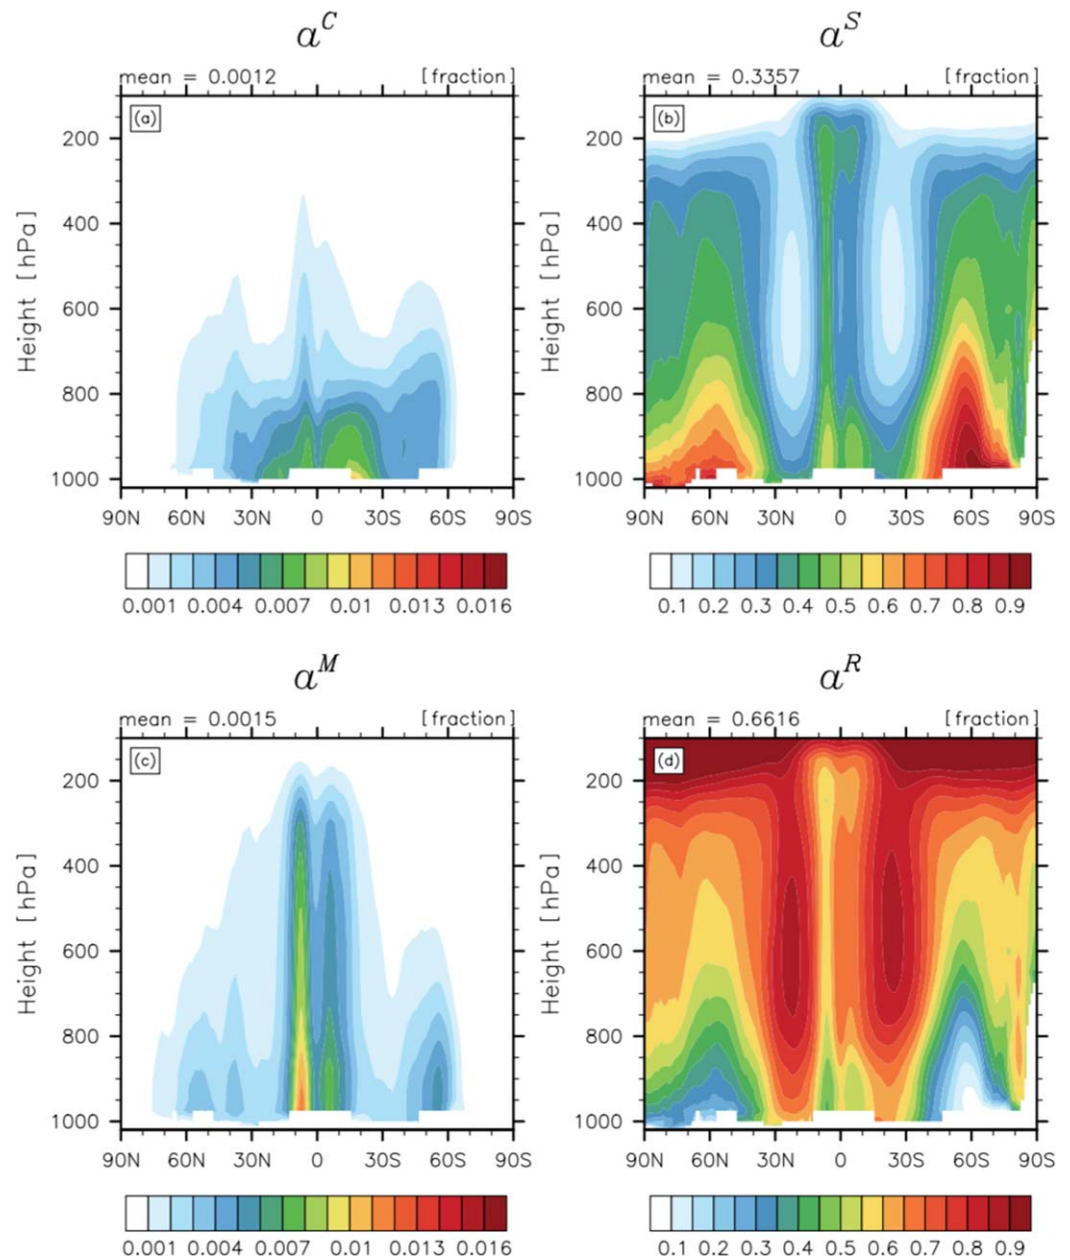 α^C
mean = 0.0012 [fraction]
(a)
Height [hPa]
200
400
600
800
1000
90N 60N 30N 0 30S 60S 90S
0.001 0.004 0.007 0.01 0.013 0.016
α^S
mean = 0.3357 [fraction]
(b)
Height [hPa]
200
400
600
800
1000
90N 60N 30N 0 30S 60S 90S
0.1 0.2 0.3 0.4 0.5 0.6 0.7 0.8 0.9
α^M
mean = 0.0015 [fraction]
(c)
Height [hPa]
200
400
600
800
1000
90N 60N 30N 0 30S 60S 90S
0.001 0.004 0.007 0.01 0.013 0.016
α^R
mean = 0.6616 [fraction]
(d)
Height [hPa]
200
400
600
800
1000
90N 60N 30N 0 30S 60S 90S
0.1 0.2 0.3 0.4 0.5 0.6 0.7 0.8 0.9